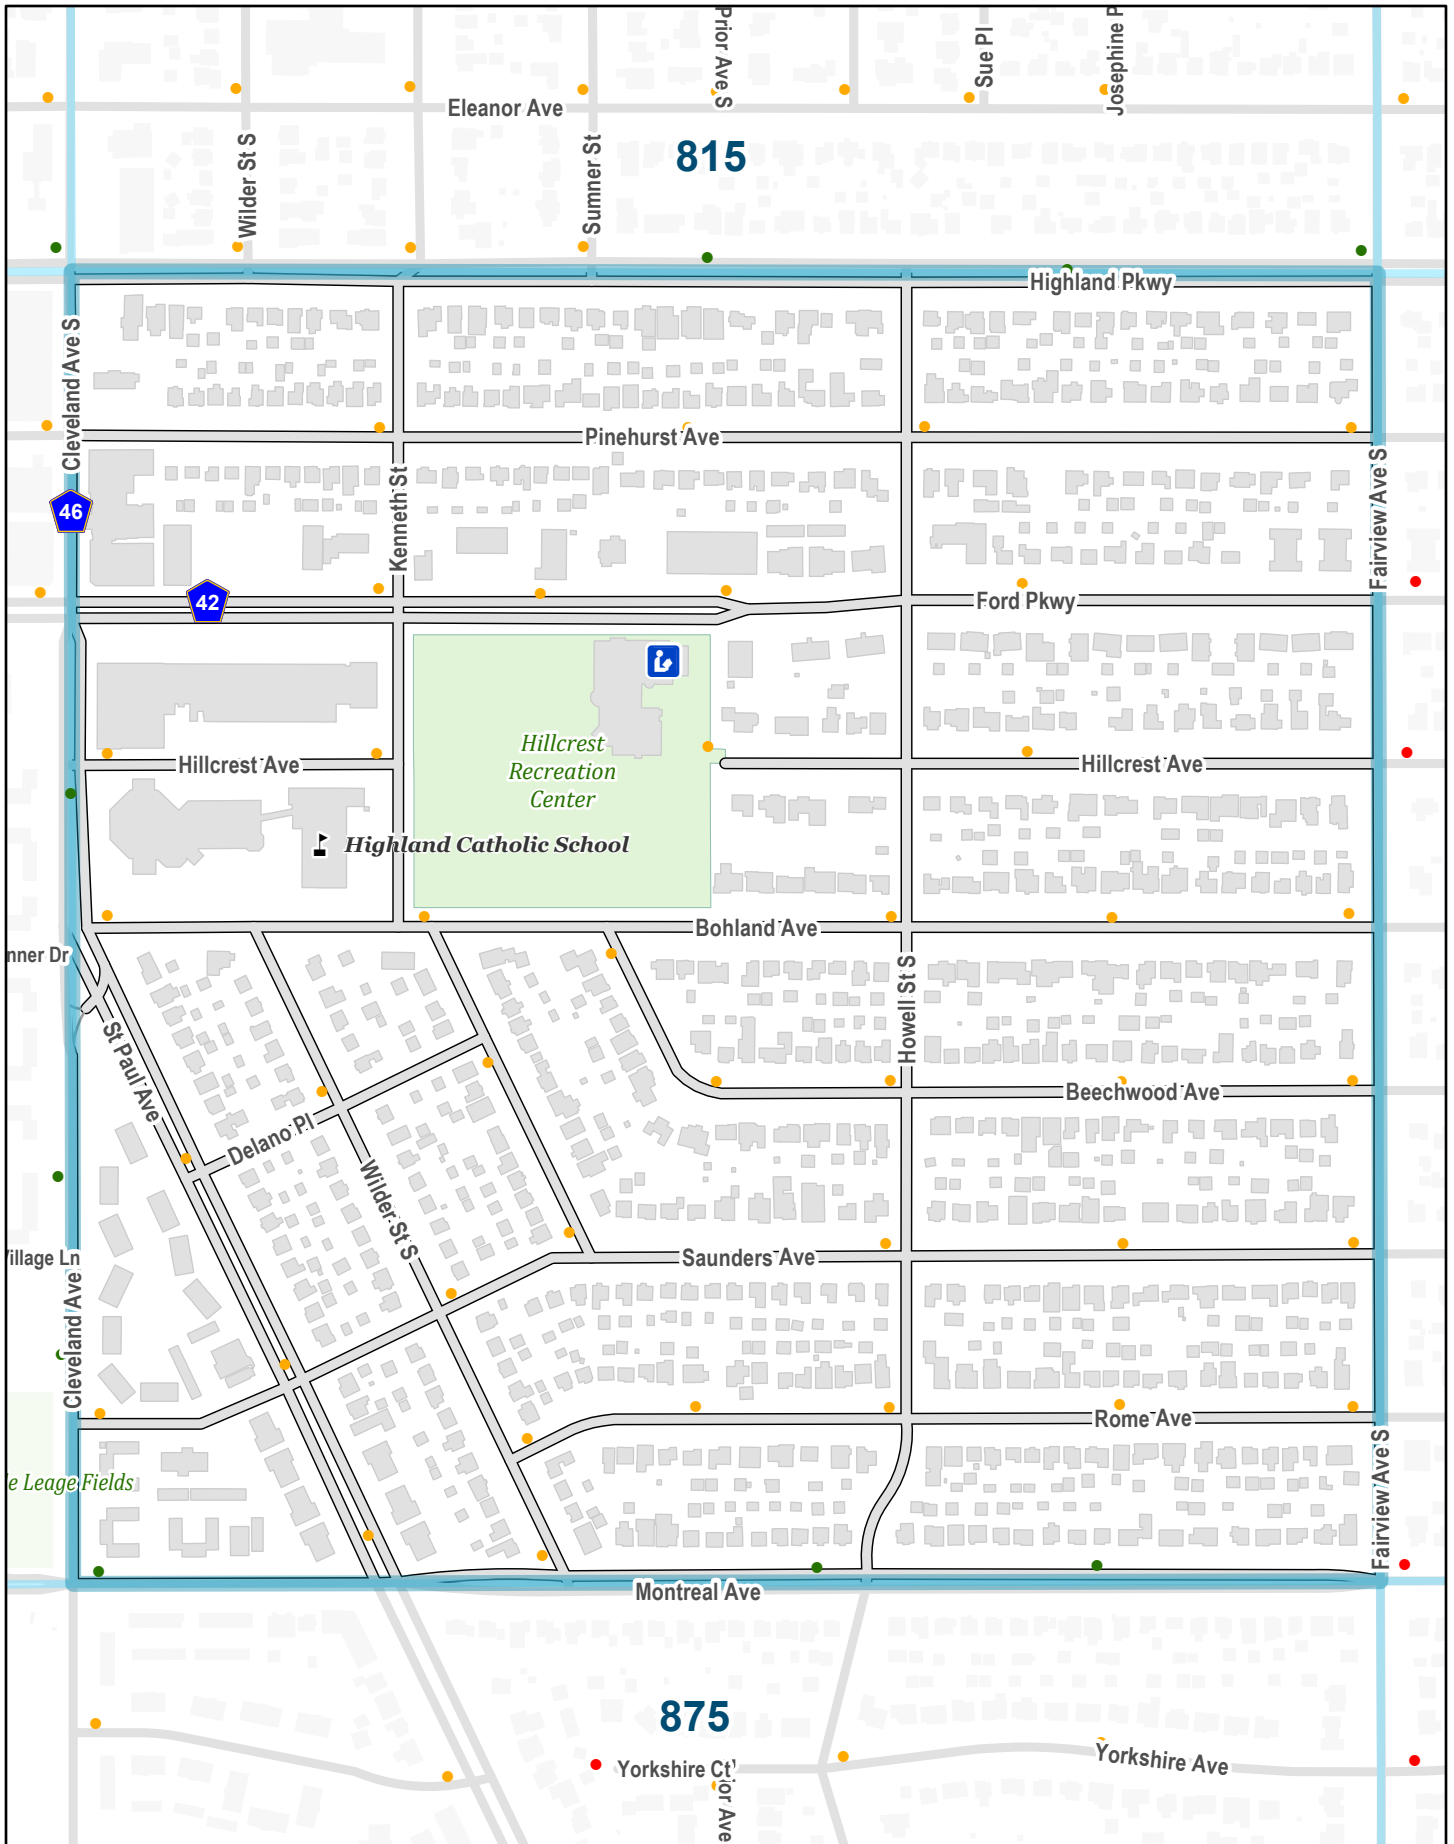 Prior Ave S
Sue Pl
Josephine P
Eleanor Ave
815
Wilder St S
Sumner St
Highland Pkwy
Cleveland Ave S
Pinehurst Ave
Kenneth St
Fairview Ave S
46
42
Ford Pkwy
Hillcrest
Recreation
Center
Hillcrest Ave
Hillcrest Ave
Highland Catholic School
Bohland Ave
nner Dr
Howell St S
St Paul Ave
Beechwood Ave
Delano Pl
Wilder St S
Village Ln
Saunders Ave
Cleveland Ave
Rome Ave
Fairview Ave S
e Leage Fields
Montreal Ave
875
Yorkshire Ct
Yorkshire Ave
or Ave